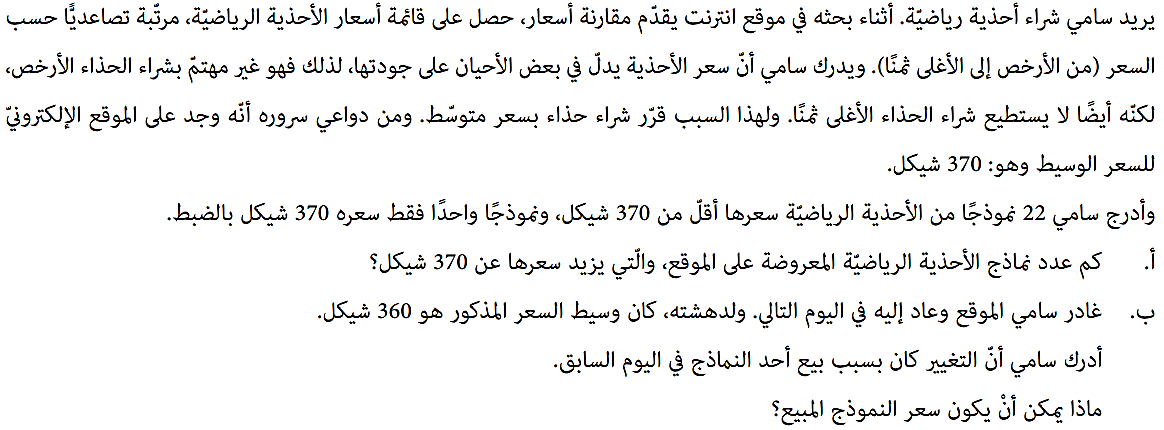 يريد سامي شراء أحذية رياضيّة. أثناء بحثه في موقع انترنت يقدّم مقارنة أسعار، حصل على قائمة أسعار الأحذية الرياضيّة، مرتّبة تصاعديًّا حسب
السعر (من الأرخص إلى الأغلى ثمنًا). ويدرك سامي أنّ سعر الأحذية يدلّ في بعض الأحيان على جودتها، لذلك فهو غير مهتمّ بشراء الحذاء الأرخص،
لكنّه أيضًا لا يستطيع شراء الحذاء الأغلى ثمنًا. ولهذا السبب قرّر شراء حذاء بسعر متوسّط. ومن دواعي سروره أنّه وجد على الموقع الإلكترونيّ
للسعر الوسيط وهو: 370 شيكل.
وأدرج سامي 22 نموذجًا من الأحذية الرياضيّة سعرها أقلّ من 370 شيكل، ونموذجًا واحدًا فقط سعره 370 شيكل بالضبط.
أ. كم عدد نماذج الأحذية الرياضيّة المعروضة على الموقع، والّتي يزيد سعرها عن 370 شيكل؟
ب. غادر سامي الموقع وعاد إليه في اليوم التالي. ولدهشته، كان وسيط السعر المذكور هو 360 شيكل.
أدرك سامي أنّ التغيير كان بسبب بيع أحد النماذج في اليوم السابق.
ماذا يمكن أنْ يكون سعر النموذج المبيع؟